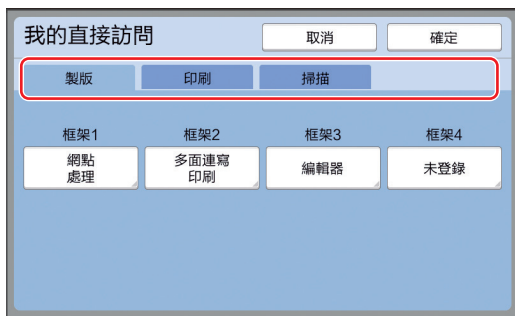 我的直接訪問 取消 確定
製版 印刷 掃描
框架1 框架2 框架3 框架4
網點 多面連寫 編輯器 未登錄
處理 印刷